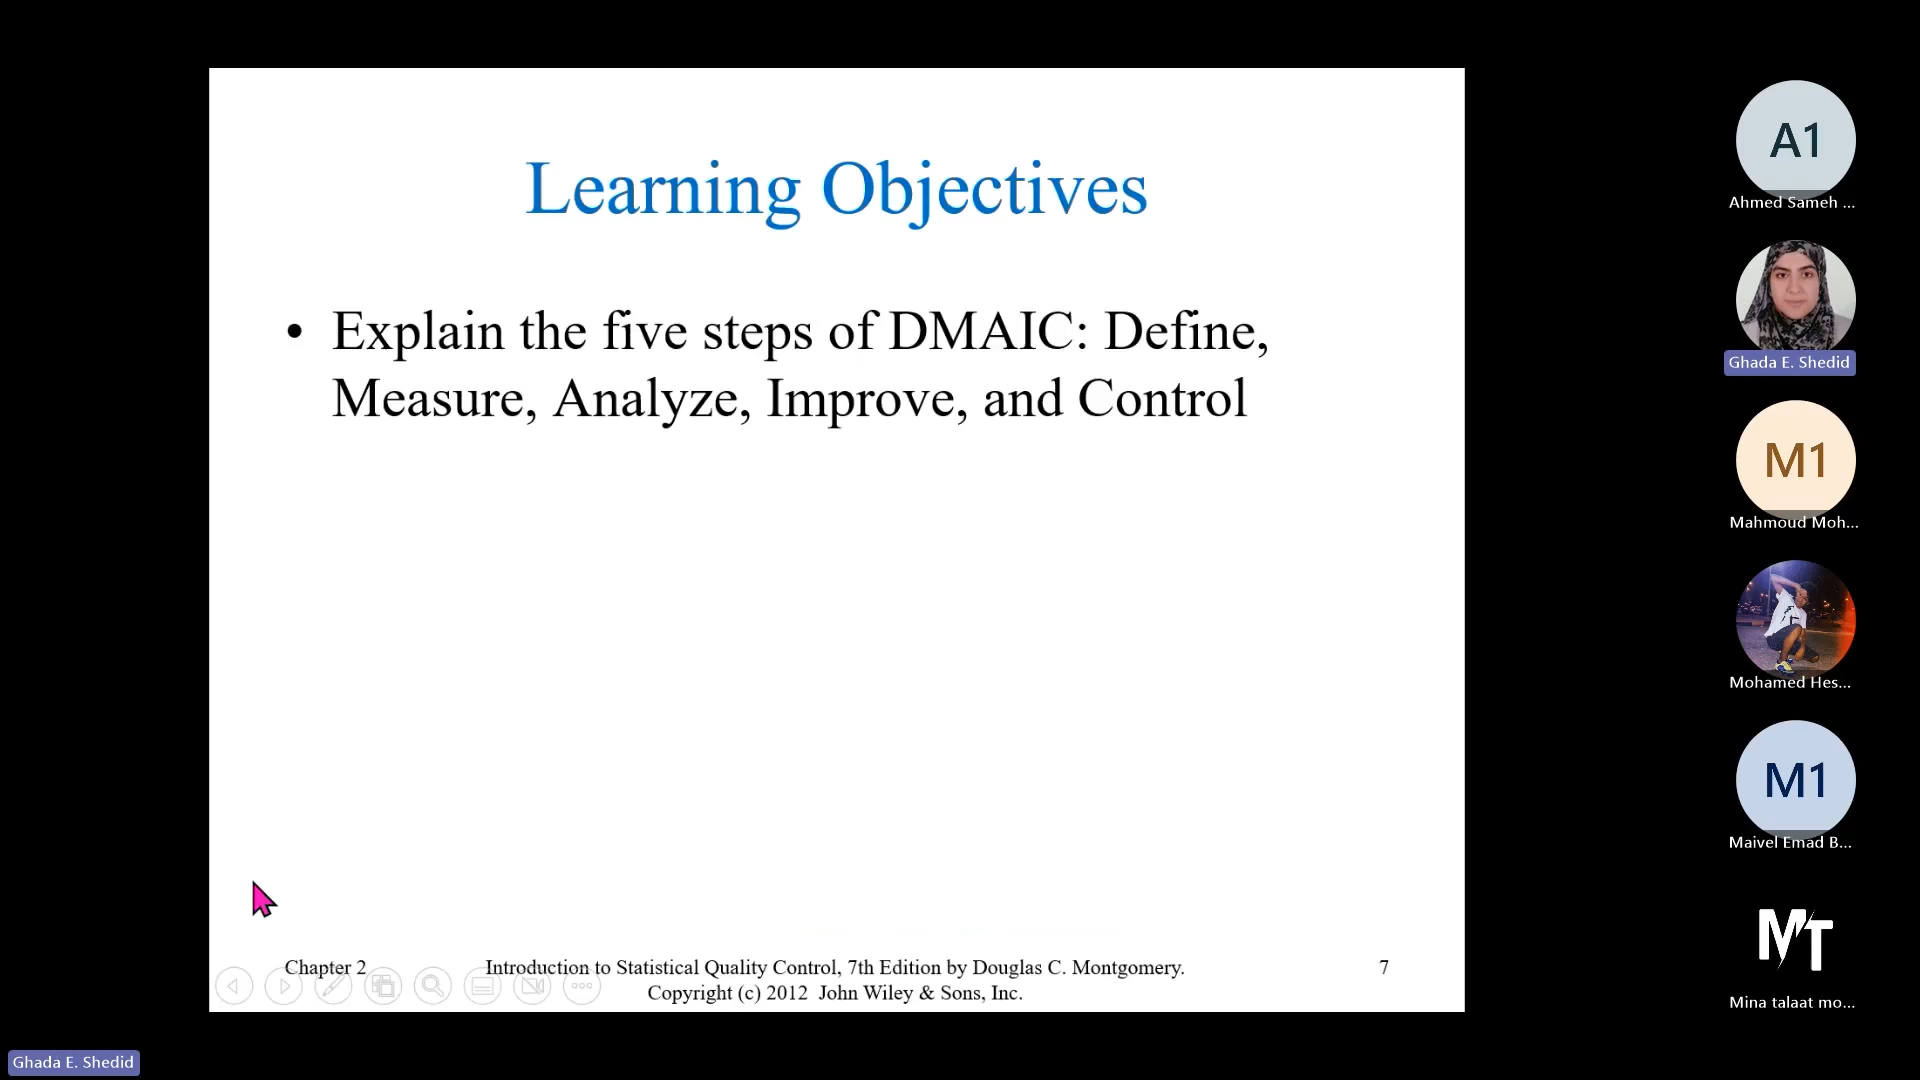 Learning Objectives
• Explain the five steps of DMAIC: Define,
Measure, Analyze, Improve, and Control
Chapter 2
Introduction to Statistical Quality Control, 7th Edition by Douglas C. Montgomery.
Copyright (c) 2012 John Wiley & Sons, Inc.
7
A1
Ahmed Sameh ...
Ghada E. Shedid
M1
Mahmoud Moh...
Mohamed Hes...
M1
Maivel Emad B...
MT
Mina talaat mo...
Ghada E. Shedid